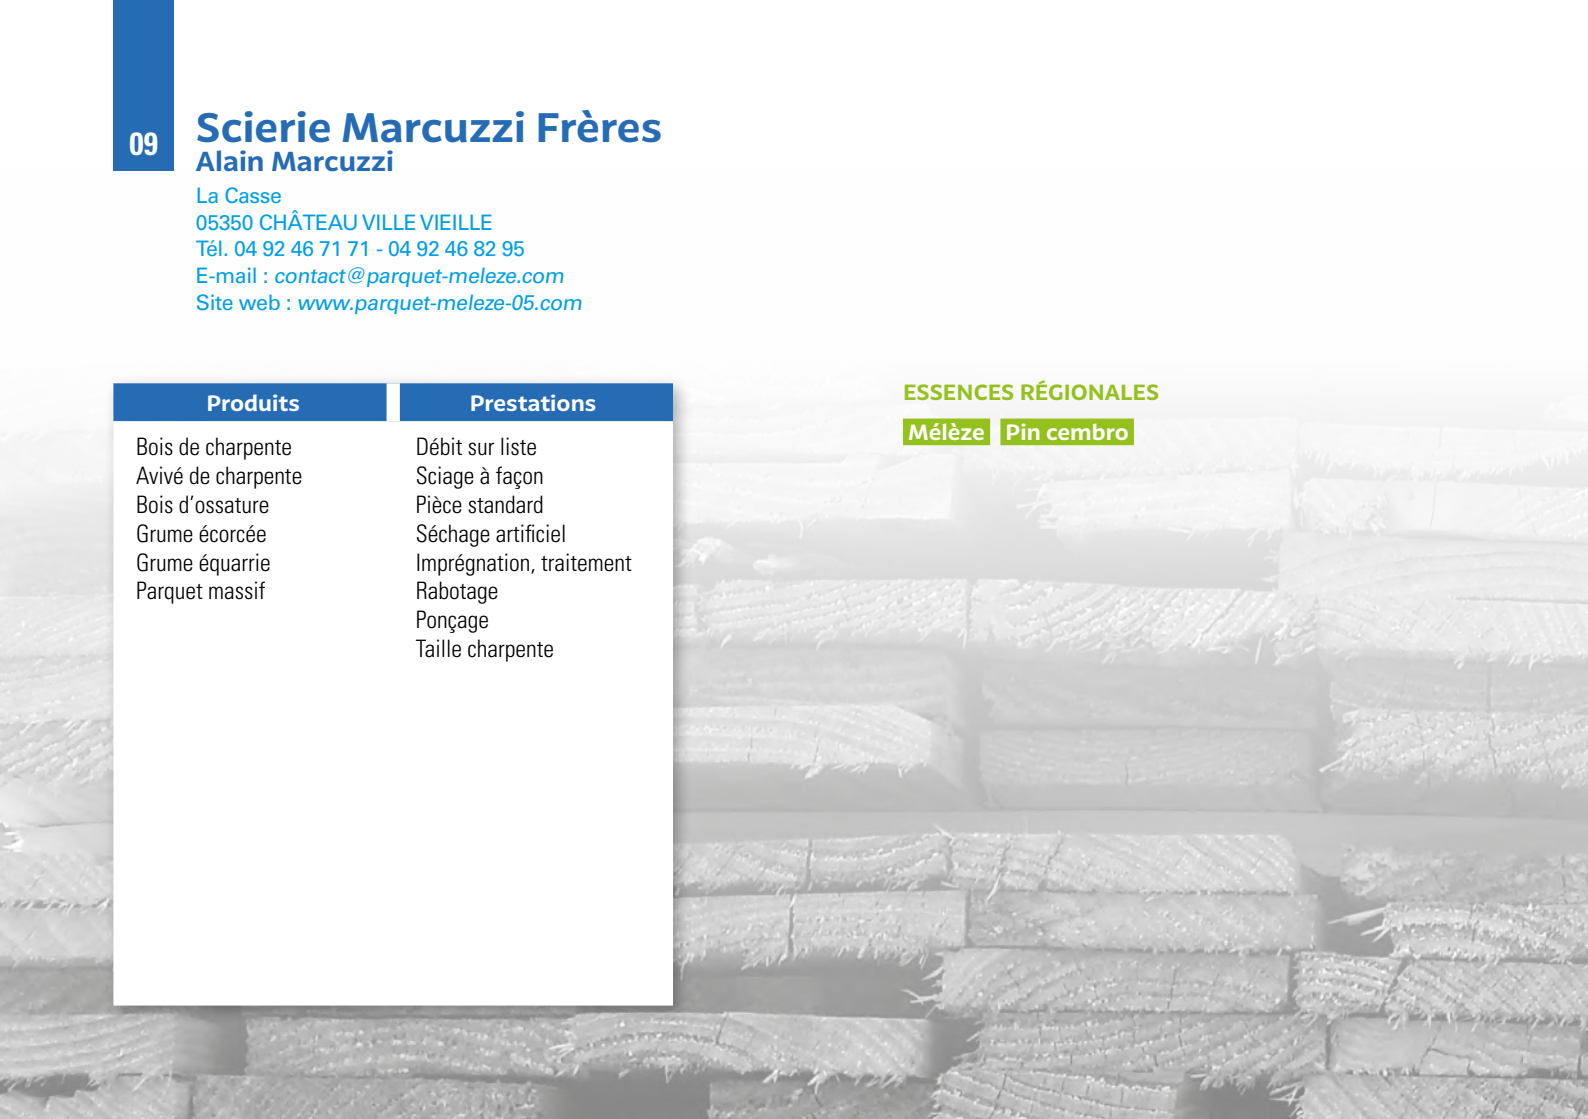 09
Scierie Marcuzzi Frères
Alain Marcuzzi
La Casse
05350 CHÂTEAU VILLE VIEILLE
Tél. 04 92 46 71 71 - 04 92 46 82 95
E-mail : contact@parquet-meleze.com
Site web : www.parquet-meleze-05.com
Produits
Bois de charpente
Avivé de charpente
Bois d’ossature
Grume écorcée
Grume équarrie
Parquet massif
Prestations
Débit sur liste
Sciage à façon
Pièce standard
Séchage artificiel
Imprégnation, traitement
Rabotage
Ponçage
Taille charpente
ESSENCES RÉGIONALES
Mélèze Pin cembro